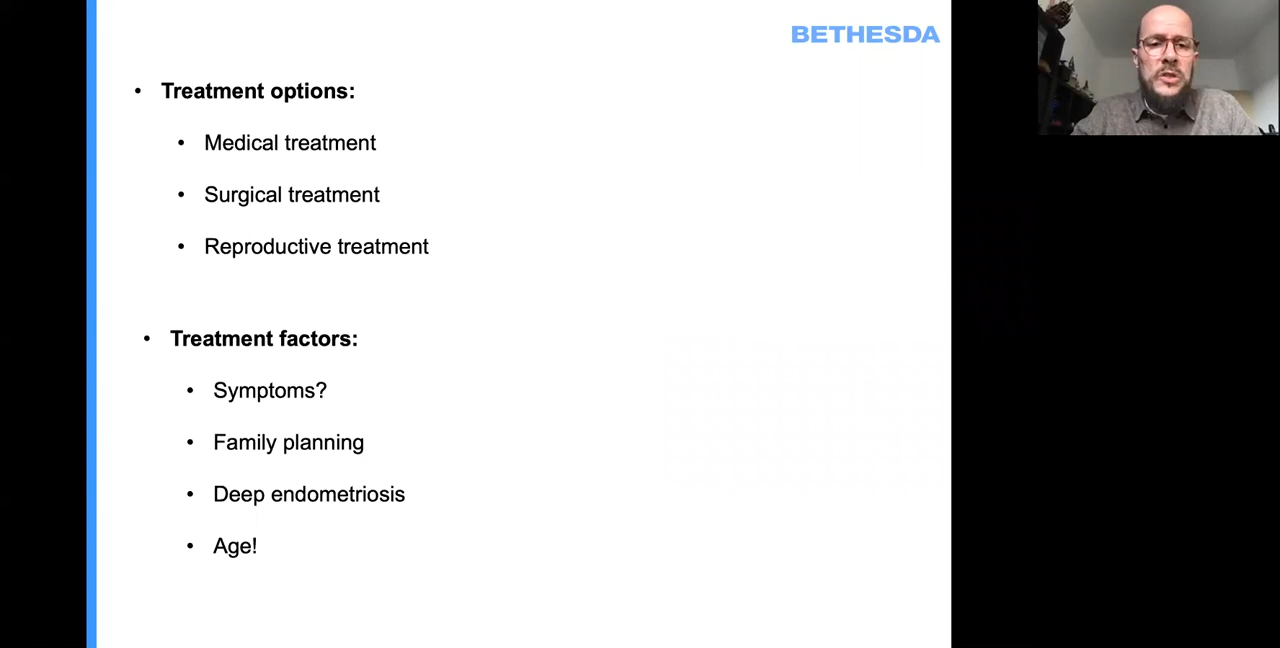 BETHESDA
• Treatment options:
• Medical treatment
• Surgical treatment
• Reproductive treatment
• Treatment factors:
• Symptoms?
• Family planning
• Deep endometriosis
• Age!